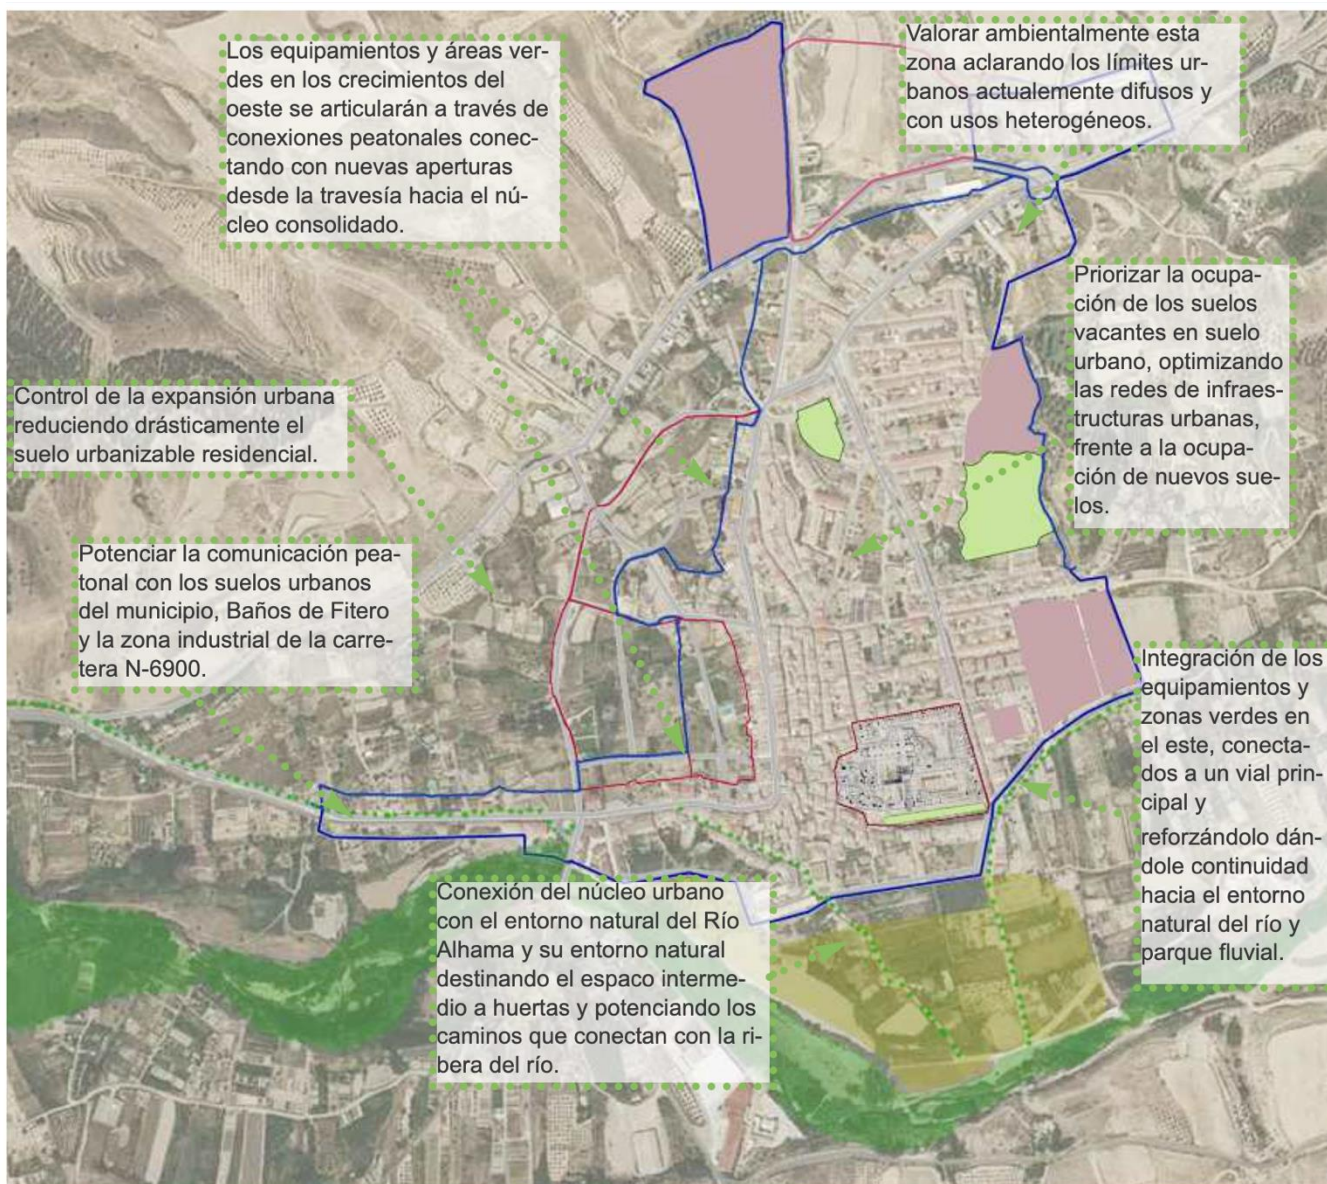 Los equipamientos y áreas ver-
des en los crecimientos del
oeste se articularán a través de
conexiones peatonales conec-
tando con nuevas aperturas
desde la travesía hacia el nú-
cleo consolidado.
Valorar ambientalmente esta
zona aclarando los límites ur-
banos actualemente difusos y
con usos heterogéneos.
Priorizar la ocupa-
ción de los suelos
vacantes en suelo
urbano, optimizando
las redes de infraes-
tructuras urbanas,
frente a la ocupa-
ción de nuevos sue-
los.
Control de la expansión urbana
reduciendo drásticamente el
suelo urbanizable residencial.
Potenciar la comunicación pea-
tonal con los suelos urbanos
del municipio, Baños de Fitero
y la zona industrial de la carre-
tera N-6900.
Integración de los
equipamientos y
zonas verdes en
el este, conecta-
dos a un vial prin-
cipal y
reforzándolo dán-
dole continuidad
hacia el entorno
natural del río y
parque fluvial.
Conexión del núcleo urbano
con el entorno natural del Río
Alhama y su entorno natural
destinando el espaco interme-
dio a huertas y potenciando los
caminos que conectan con la ri-
bera del río.